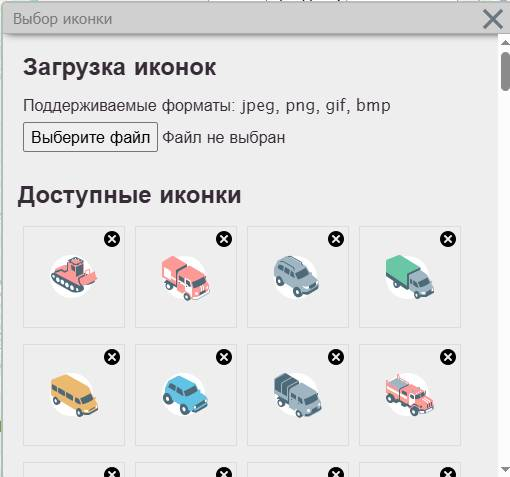 Выбор иконки
Загрузка иконок
Поддерживаемые форматы: jpeg, png, gif, bmp
Выберите файл Файл не выбран
Доступные иконки